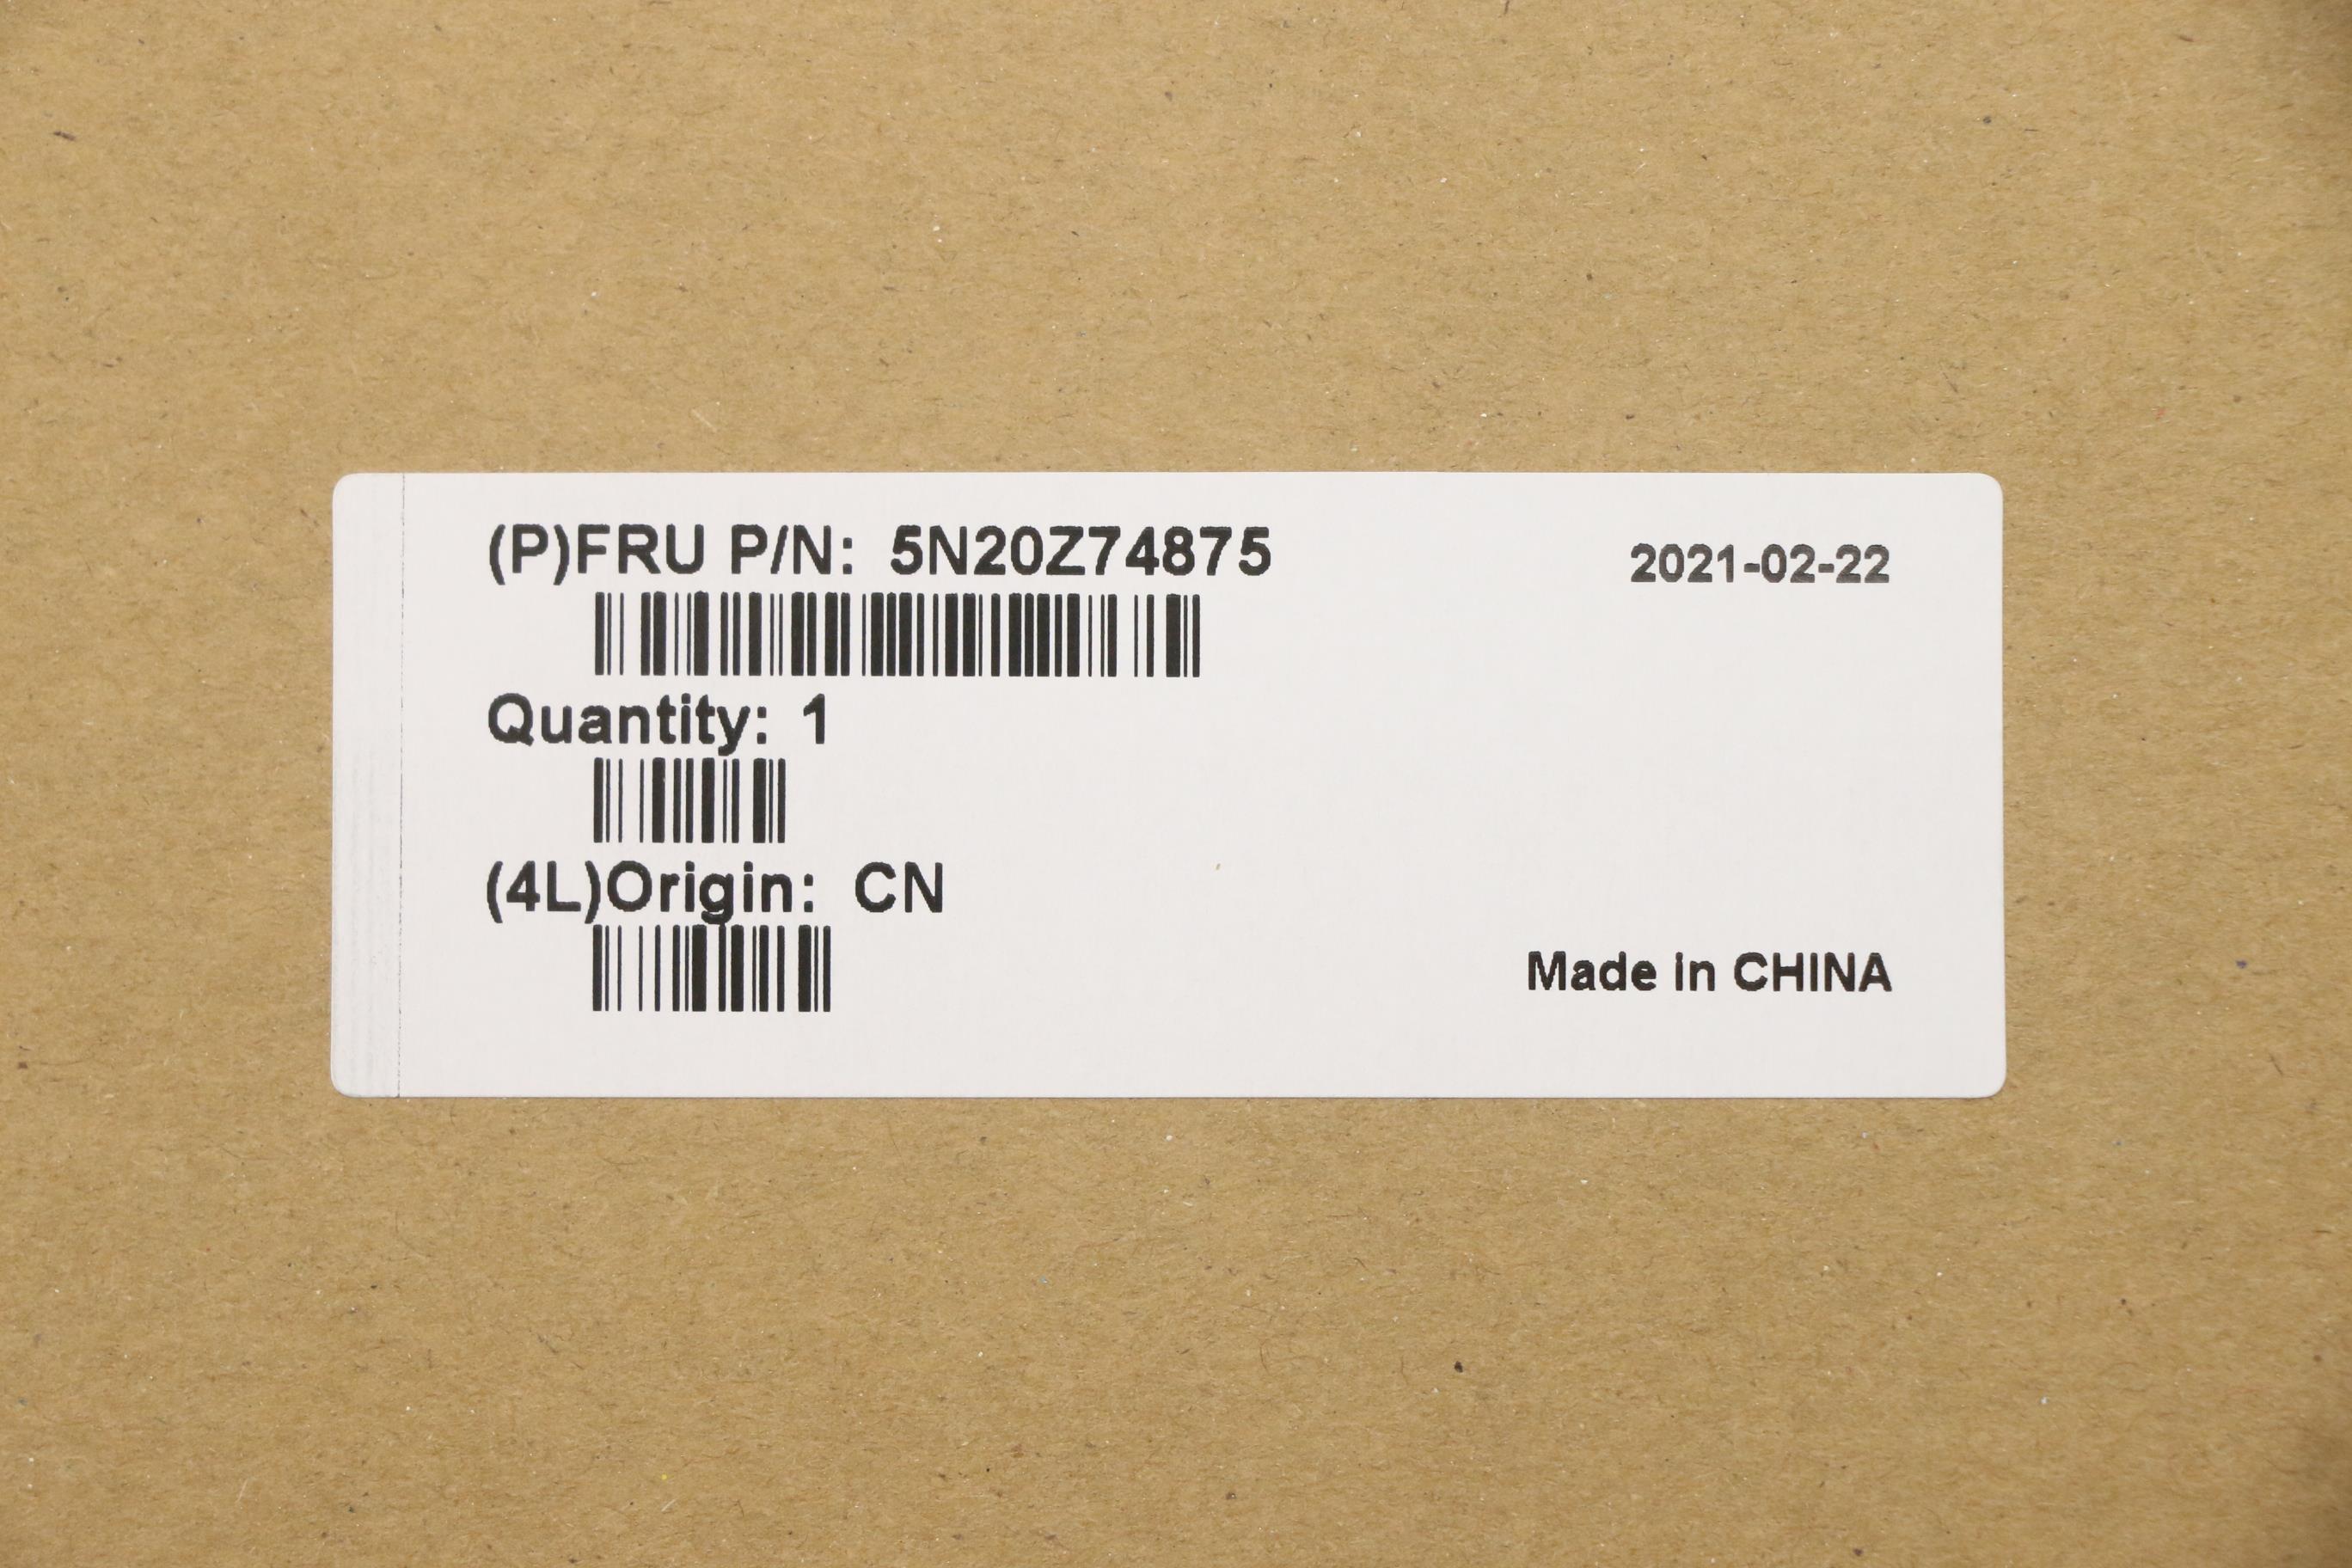 (P)FRU P/N: 5N20Z74875
2021-02-22
Quantity: 1
(4L)Origin: CN
Made in CHINA